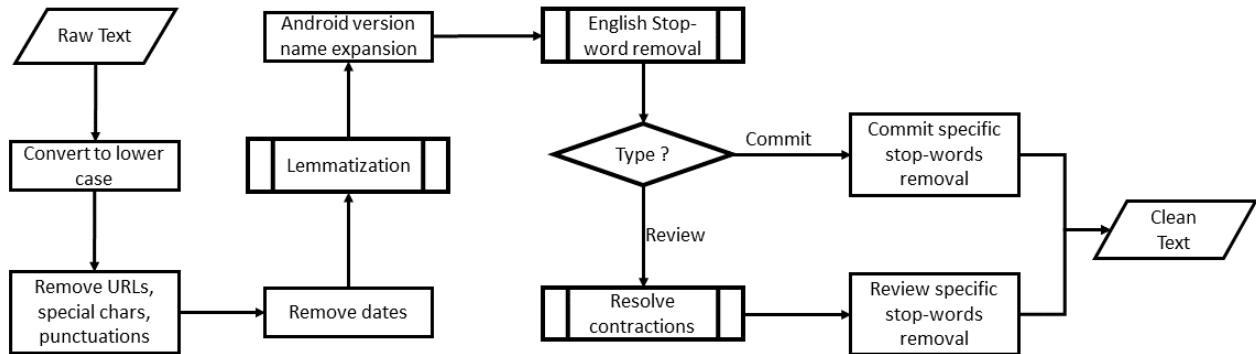 Raw Text
Convert to lower
case
Remove URLs,
special chars,
punctuations
Remove dates
Lemmatization
Android version
name expansion
English Stop-
word removal
Type ?
Commit
Commit specific
stop-words
removal
Review
Resolve
contractions
Review specific
stop-words
removal
Clean
Text